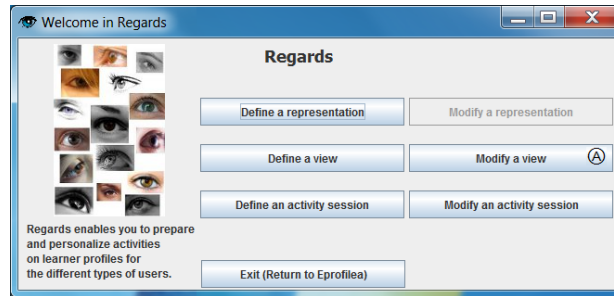 Welcome in Regards
Regards
Define a representation
Modify a representation
Define a view
Modify a view
A
Define an activity session
Modify an activity session
Regards enables you to prepare
and personalize activities
on learner profiles for
the different types of users.
Exit (Return to Eprofilea)